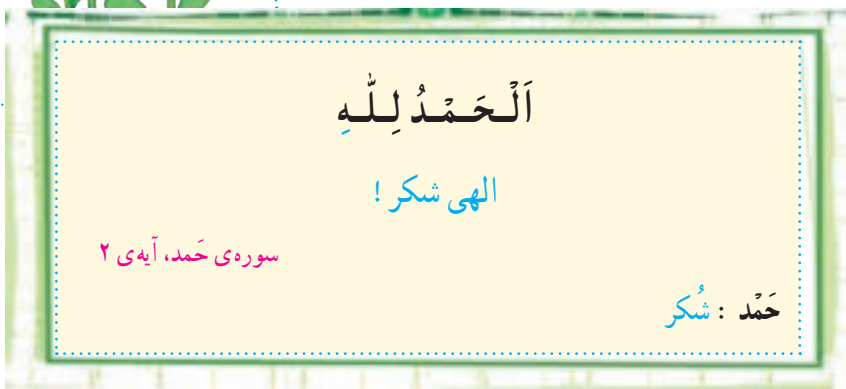 اَلْحَمْدُ لِلّٰهِ
الهی شکر !
سوره‌ی حَمد، آیه‌ی ۲
حَمْد : شُکر